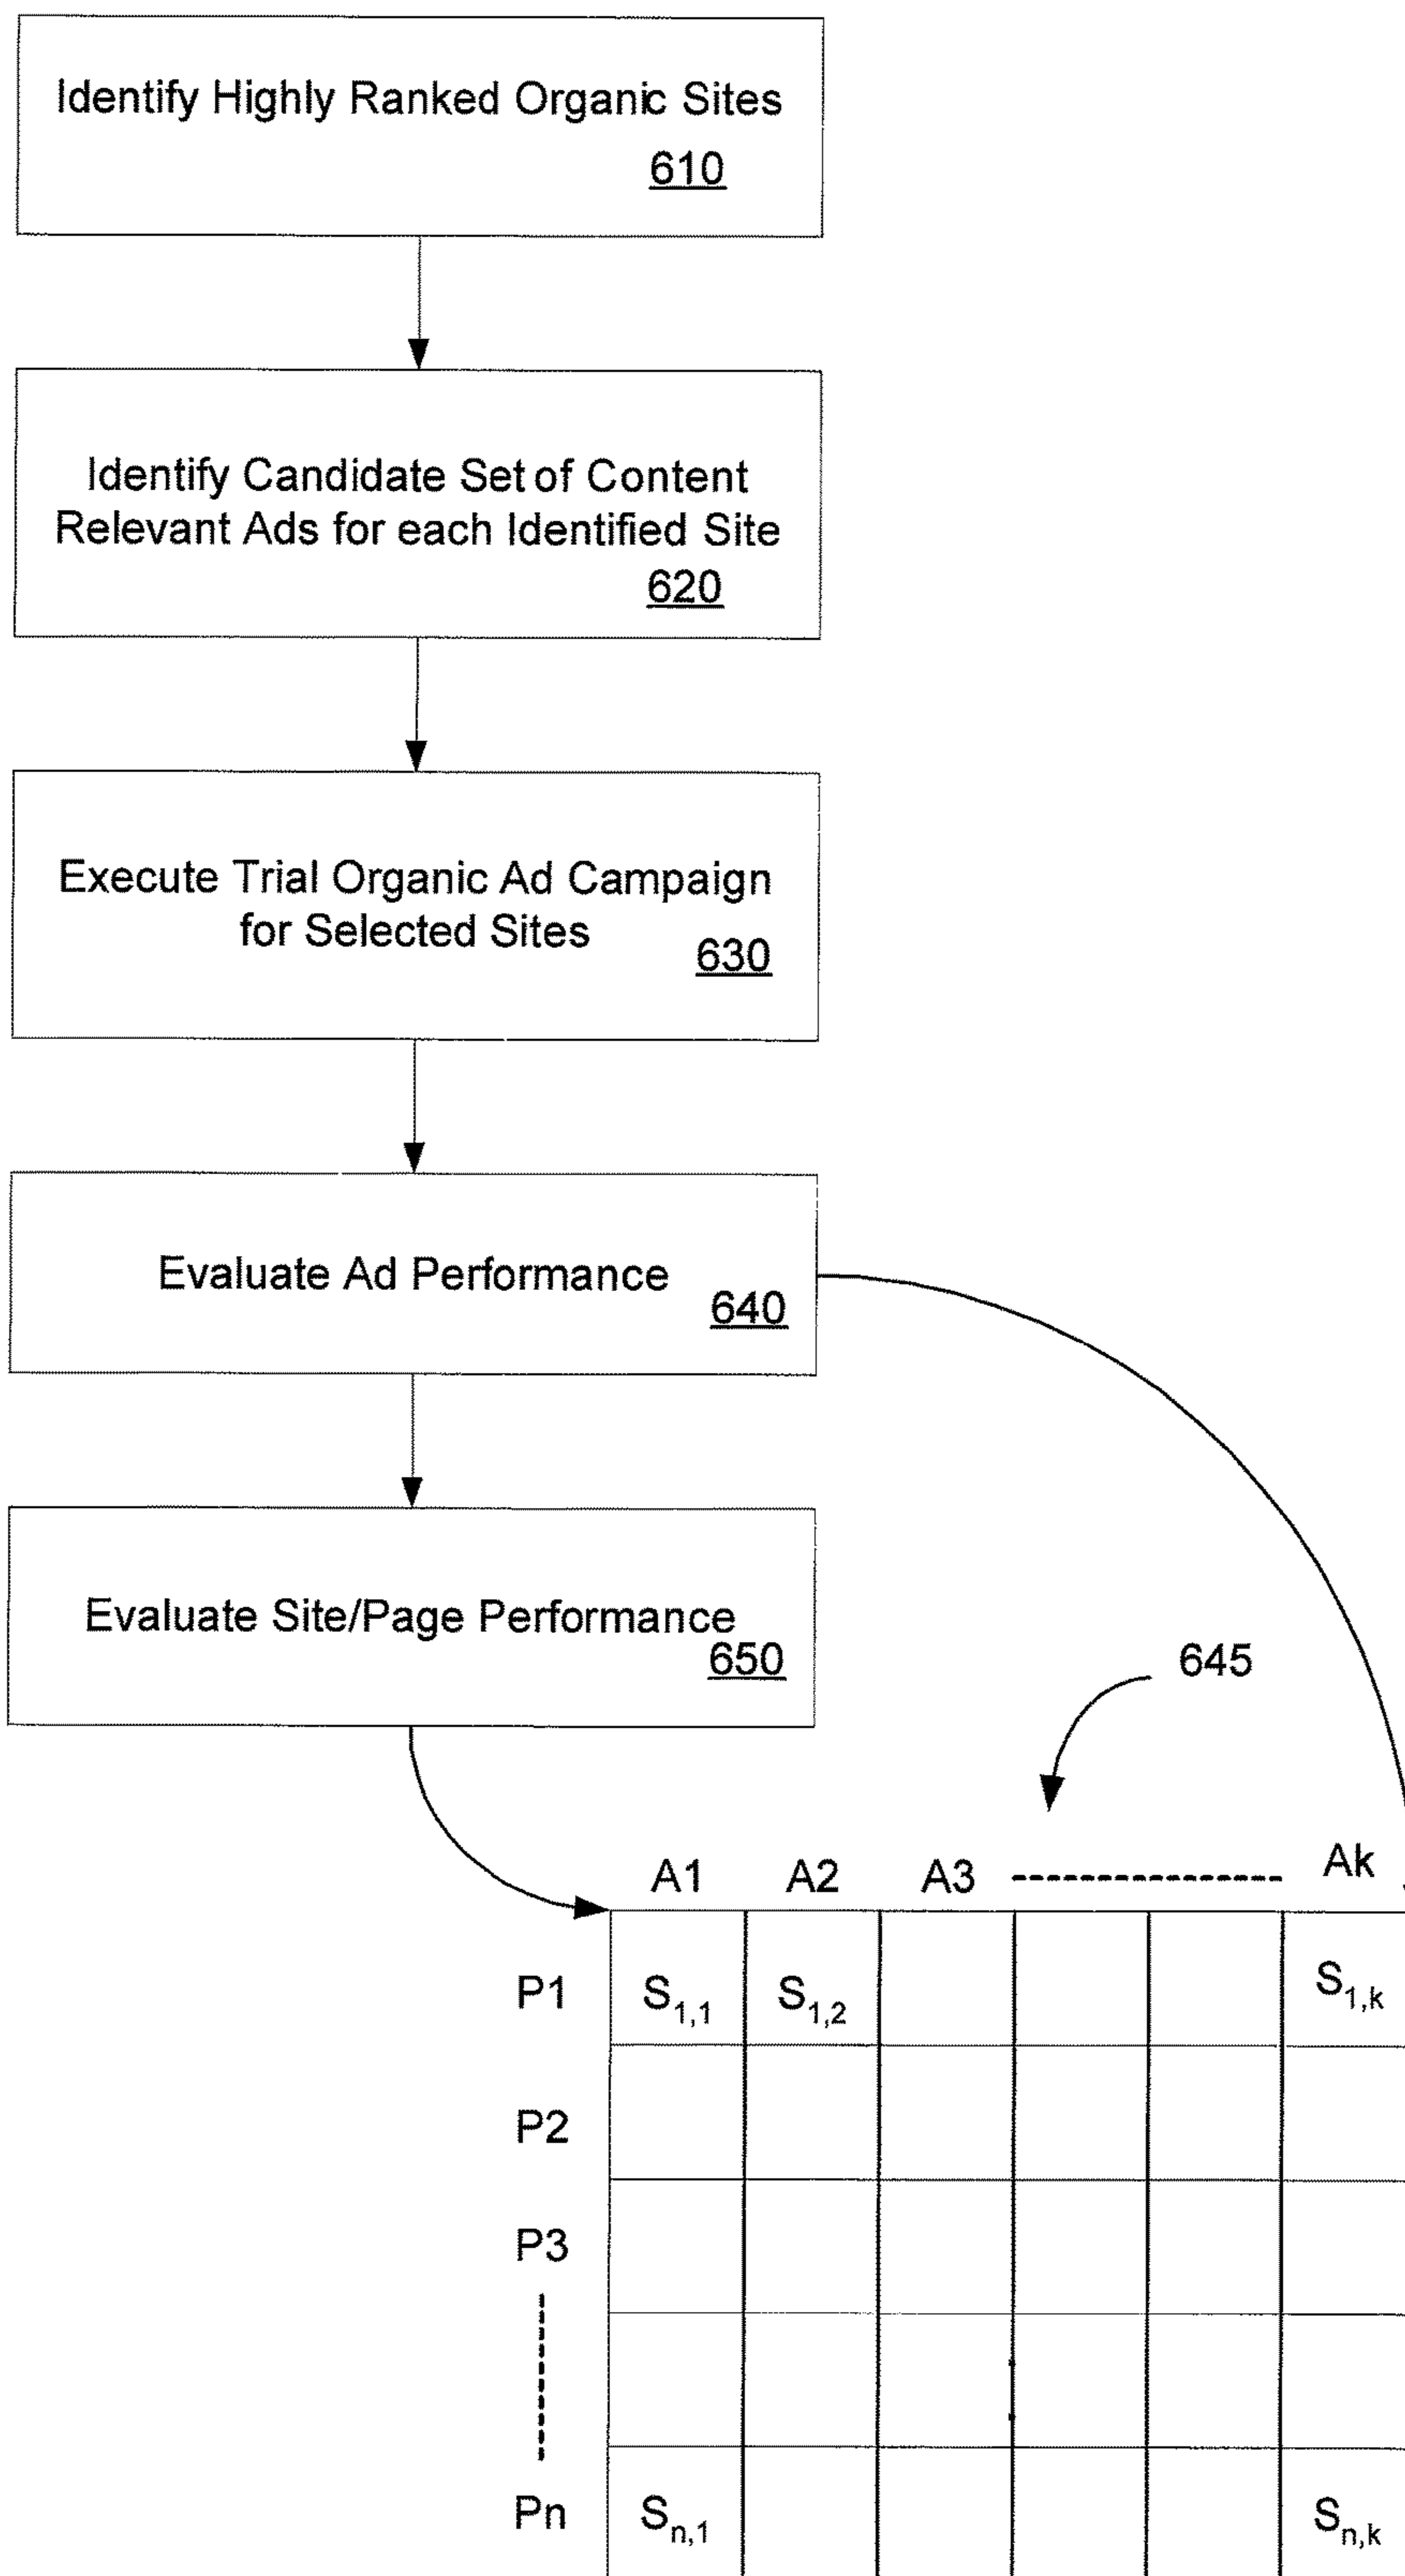 Identify Highly Ranked Organic Sites
610
Identify Candidate Set of Content
Relevant Ads for each Identified Site
620
Execute Trial Organic Ad Campaign
for Selected Sites
630
Evaluate Ad Performance
640
Evaluate Site/Page Performance
650
645
A1 A2 A3 Ak
P1 S1,1 S1,2 S1,k
P2
P3
Pn Sn,1 Sn,k